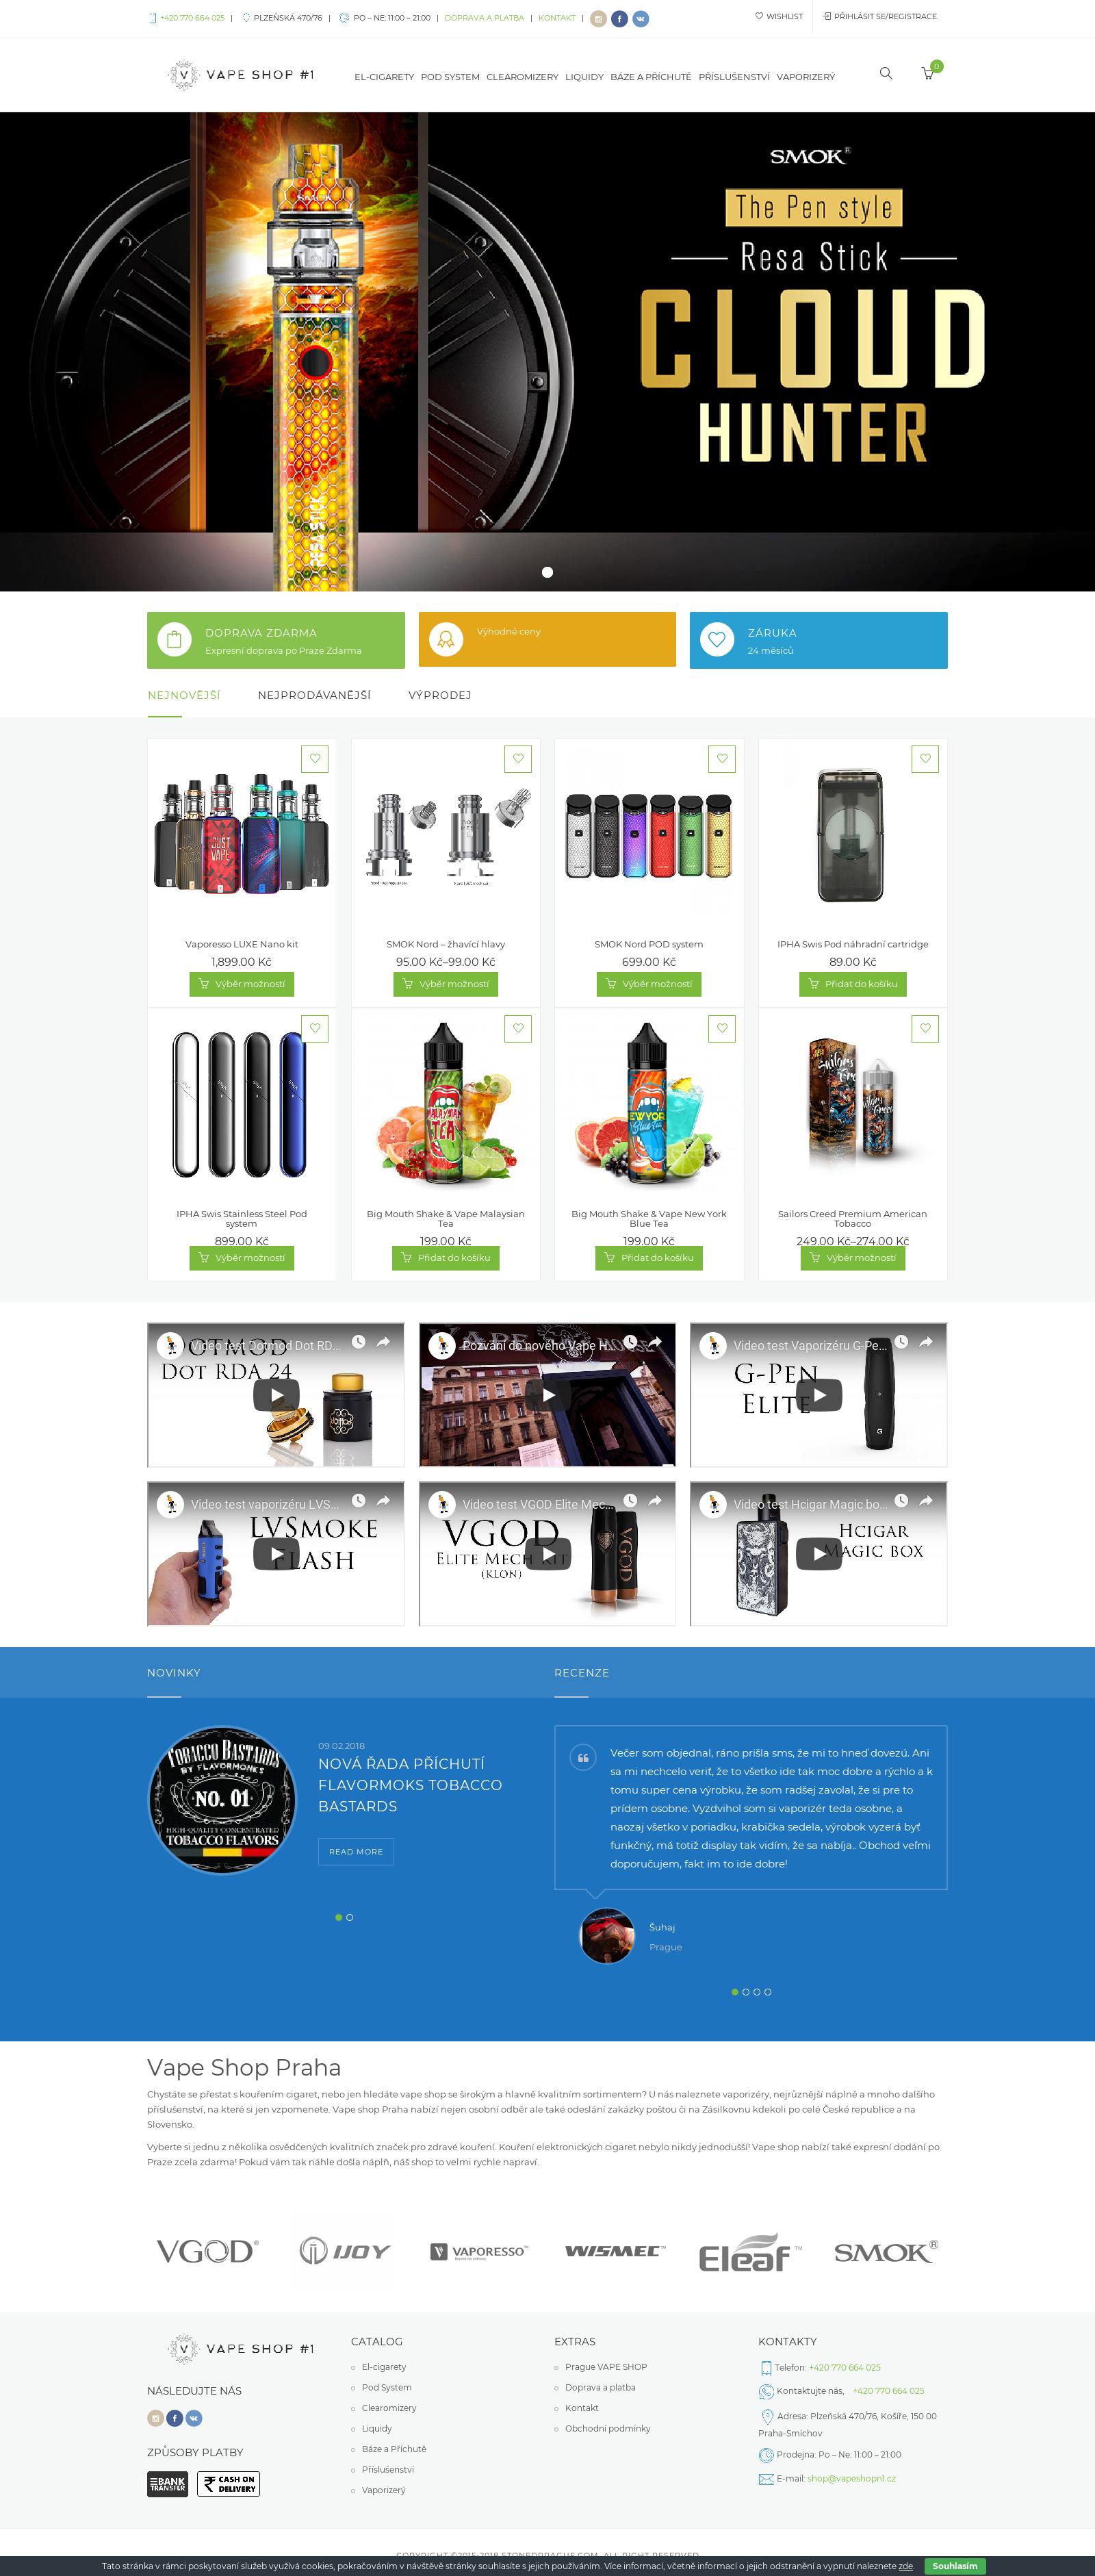 +420 770 664 025 | PLZEŇSKÁ 470/76 | PO – NE: 11:00 – 21:00 | DOPRAVA A PLATBA | KONTAKT |
WISHLIST
PŘIHLÁSIT SE/REGISTRACE
VAPE SHOP #1
EL-CIGARETY POD SYSTEM CLEAROMIZERY LIQUIDY BÁZE A PŘÍCHUTĚ PŘÍSLUŠENSTVÍ VAPORIZERÝ
0
SMOK®
The Pen style
Resa Stick
CLOUD
HUNTER
SMOK
RESA STICK
DOPRAVA ZDARMA
Expresní doprava po Praze Zdarma
Výhodné ceny
ZÁRUKA
24 měsíců
NEJNOVĚJŠÍ
NEJPRODÁVANĚJŠÍ
VÝPRODEJ
Vaporesso LUXE Nano kit
1,899.00 Kč
Výběr možností
SMOK Nord – žhavící hlavy
95.00 Kč–99.00 Kč
Výběr možností
SMOK Nord POD system
699.00 Kč
Výběr možností
IPHA Swis Pod náhradní cartridge
89.00 Kč
Přidat do košíku
IPHA Swis Stainless Steel Pod
system
899.00 Kč
Výběr možností
MALAYSIAN
TEA
Big Mouth Shake & Vape Malaysian
Tea
199.00 Kč
Přidat do košíku
Big Mouth Shake & Vape New York
Blue Tea
199.00 Kč
Přidat do košíku
Sailors Creed Premium American
Tobacco
249.00 Kč–274.00 Kč
Výběr možností
Video test Dotmod Dot RD...
DOTMOD
DOT RDA 24
Pozvání do nového Vape H...
Video test Vaporizéru G-Pe...
G-PEN
ELITE
Video test vaporizéru LVS...
LVSMOKE
FLASH
Video test VGOD Elite Mec...
VGOD
ELITE MECH KIT
(KLON)
VGOD
Video test Hcigar Magic bo...
HCIGAR
MAGIC BOX
NOVINKY
RECENZE
TOBACCO BASTARDS
BY FLAVORMONKS
NO. 01
HIGH-QUALITY CONCENTRATED
TOBACCO FLAVORS
09.02.2018
NOVÁ ŘADA PŘÍCHUTÍ
FLAVORMOKS TOBACCO
BASTARDS
READ MORE
Večer som objednal, ráno prišla sms, že mi to hneď dovezú. Ani
sa mi nechcelo veriť, že to všetko ide tak moc dobre a rýchlo a k
tomu super cena výrobku, že som radšej zavolal, že si pre to
prídem osobne. Vyzdvihol som si vaporizér teda osobne, a
naozaj všetko v poriadku, krabička sedela, výrobok vyzerá byť
funkčný, má totiž display tak vidím, že sa nabíja.. Obchod veľmi
doporučujem, fakt im to ide dobre!
Šuhaj
Prague
Vape Shop Praha
Chystáte se přestat s kouřením cigaret, nebo jen hledáte vape shop se širokým a hlavně kvalitním sortimentem? U nás naleznete vaporizéry, nejrůznější náplně a mnoho dalšího
příslušenství, na které si jen vzpomenete. Vape shop Praha nabízí nejen osobní odběr ale také odeslání zakázky poštou či na Zásilkovnu kdekoli po celé České republice a na
Slovensko.
Vyberte si jednu z několika osvědčených kvalitních značek pro zdravé kouření. Kouření elektronických cigaret nebylo nikdy jednodušší! Vape shop nabízí také expresní dodání po
Praze zcela zdarma! Pokud vám tak náhle došla náplň, náš shop to velmi rychle napraví.
VGOD®
IJOY
VAPORESSO™
WISMEC™
Eleaf™
SMOK®
VAPE SHOP #1
NÁSLEDUJTE NÁS
ZPŮSOBY PLATBY
BANK
TRANSFER
CASH ON
DELIVERY
CATALOG
El-cigarety
Pod System
Clearomizery
Liquidy
Báze a Příchutě
Příslušenství
Vaporizerý
EXTRAS
Prague VAPE SHOP
Doprava a platba
Kontakt
Obchodní podmínky
KONTAKTY
Telefon: +420 770 664 025
Kontaktujte nás, +420 770 664 025
Adresa: Plzeňská 470/76, Košíře, 150 00
Praha-Smíchov
Prodejna: Po – Ne: 11:00 – 21:00
E-mail: shop@vapeshopn1.cz
COPYRIGHT ©2015-2018 STONEDPRAGUE.COM. ALL RIGHT RESERVED.
Tato stránka v rámci poskytovaní služeb využívá cookies, pokračováním v návštěvě stránky souhlasíte s jejich používáním. Více informací, včetně informací o jejich odstranění a vypnutí naleznete zde.
Souhlasím